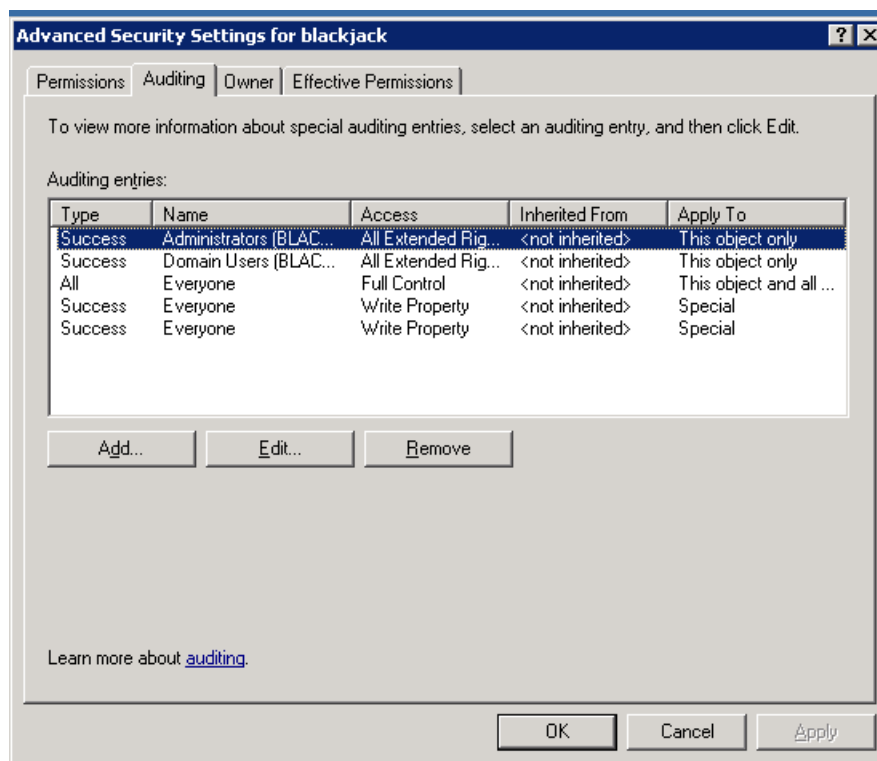 Advanced Security Settings for blackjack ? X
Permissions Auditing Owner Effective Permissions
To view more information about special auditing entries, select an auditing entry, and then click Edit.
Auditing entries:
Type Name Access Inherited From Apply To
Success Administrators (BLAC... All Extended Rig... <not inherited> This object only
Success Domain Users (BLAC... All Extended Rig... <not inherited> This object only
All Everyone Full Control <not inherited> This object and all ...
Success Everyone Write Property <not inherited> Special
Success Everyone Write Property <not inherited> Special
Add... Edit... Remove
Learn more about auditing.
OK Cancel Apply